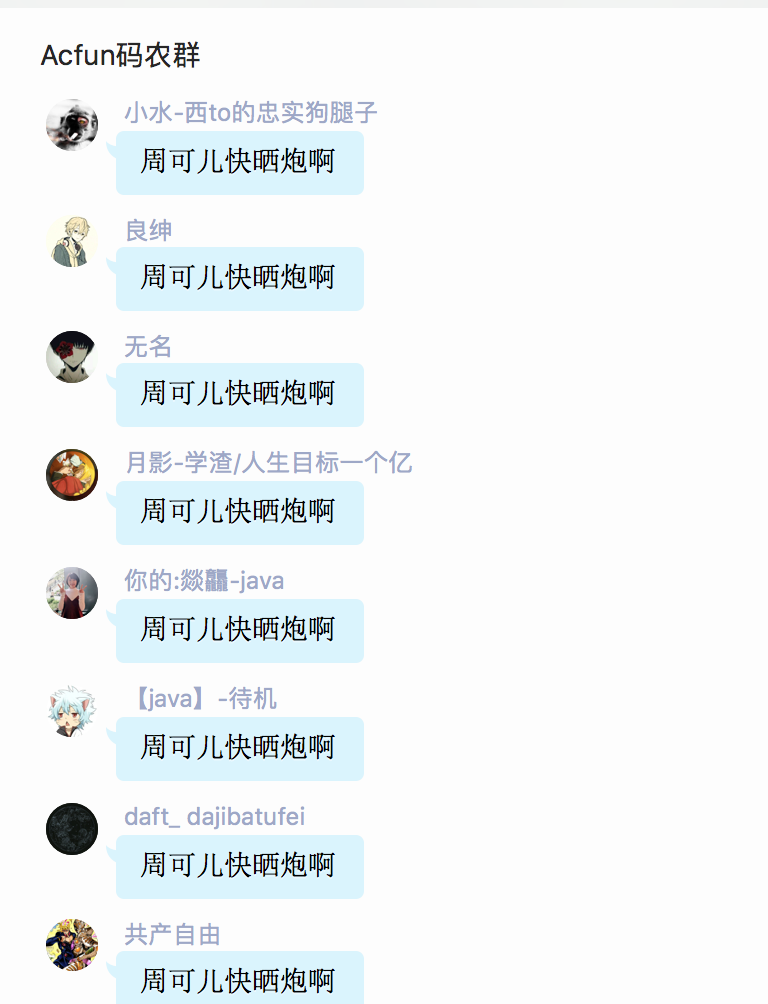 Acfun码农群
小水-西to的忠实狗腿子
周可儿快晒炮啊
良绅
周可儿快晒炮啊
无名
周可儿快晒炮啊
月影-学渣/人生目标一个亿
周可儿快晒炮啊
你的:燚龘-java
周可儿快晒炮啊
【java】-待机
周可儿快晒炮啊
daft_ dajibatufei
周可儿快晒炮啊
共产自由
周可儿快晒炮啊